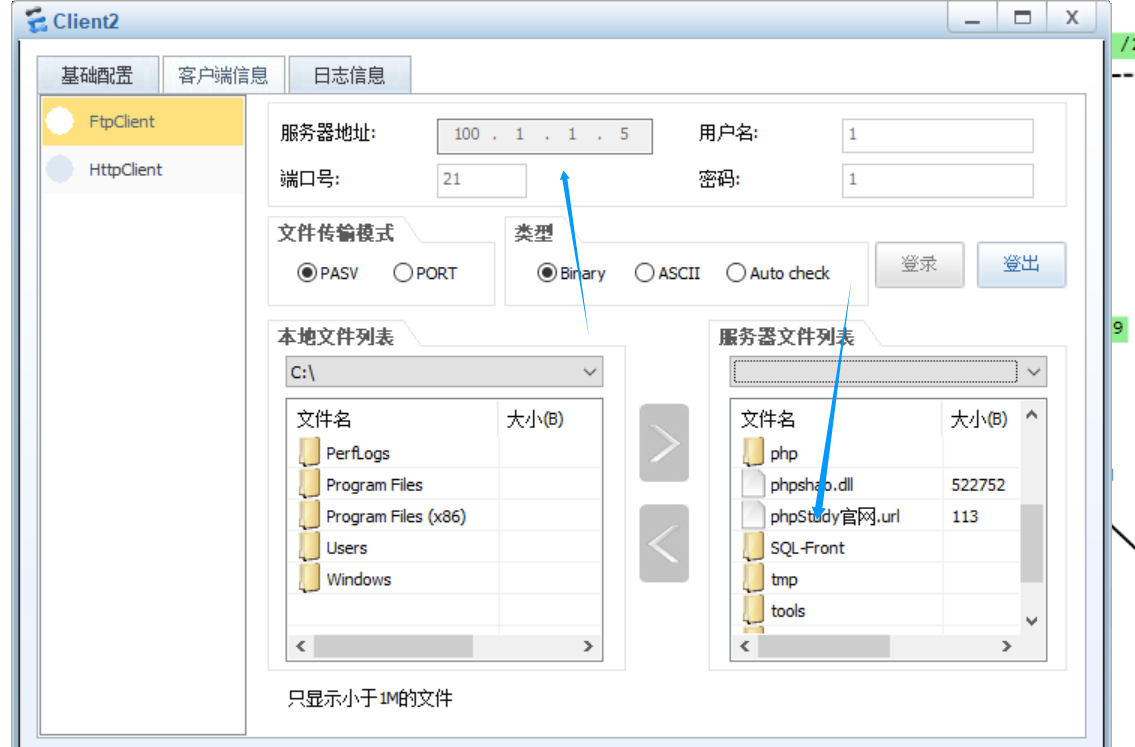 Client2
基础配置 客户端信息 日志信息
FtpClient
HttpClient
服务器地址: 100 . 1 . 1 . 5 用户名: 1
端口号: 21 密码: 1
文件传输模式 类型
PASV PORT Binary ASCII Auto check 登录 登出
本地文件列表 服务器文件列表
C:\
文件名 大小(B) 文件名 大小(B)
PerfLogs php
Program Files phpshao.dll 522752
Program Files (x86) phpStudy官网.url 113
Users SQL-Front
Windows tmp
tools
只显示小于1M的文件
9